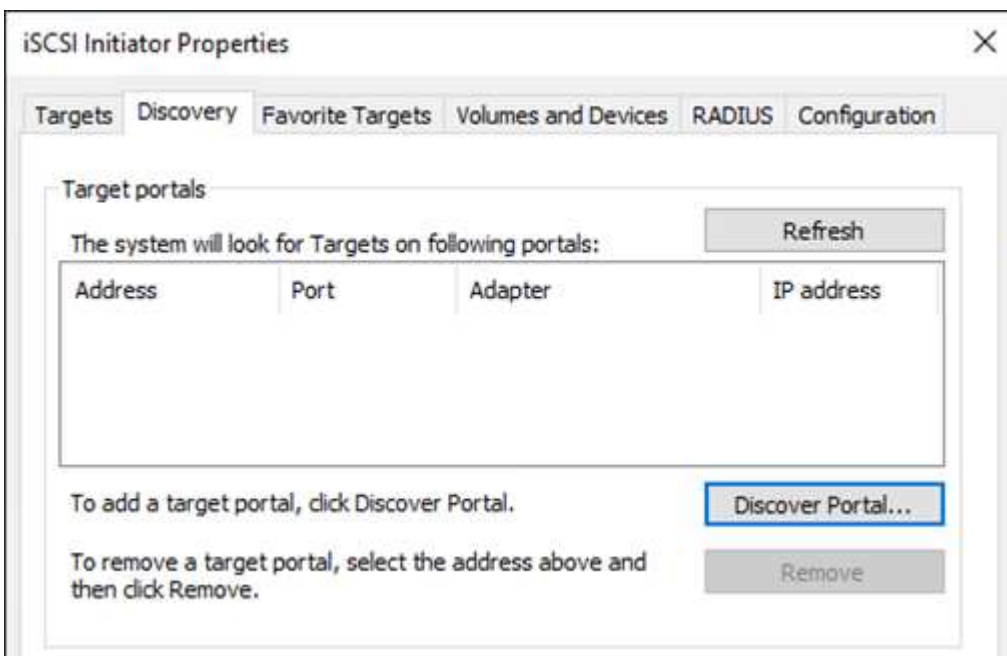 iSCSI Initiator Properties
Targets Discovery Favorite Targets Volumes and Devices RADIUS Configuration
Target portals
The system will look for Targets on following portals:
Refresh
Address Port Adapter IP address
To add a target portal, click Discover Portal.
Discover Portal...
To remove a target portal, select the address above and
then click Remove.
Remove